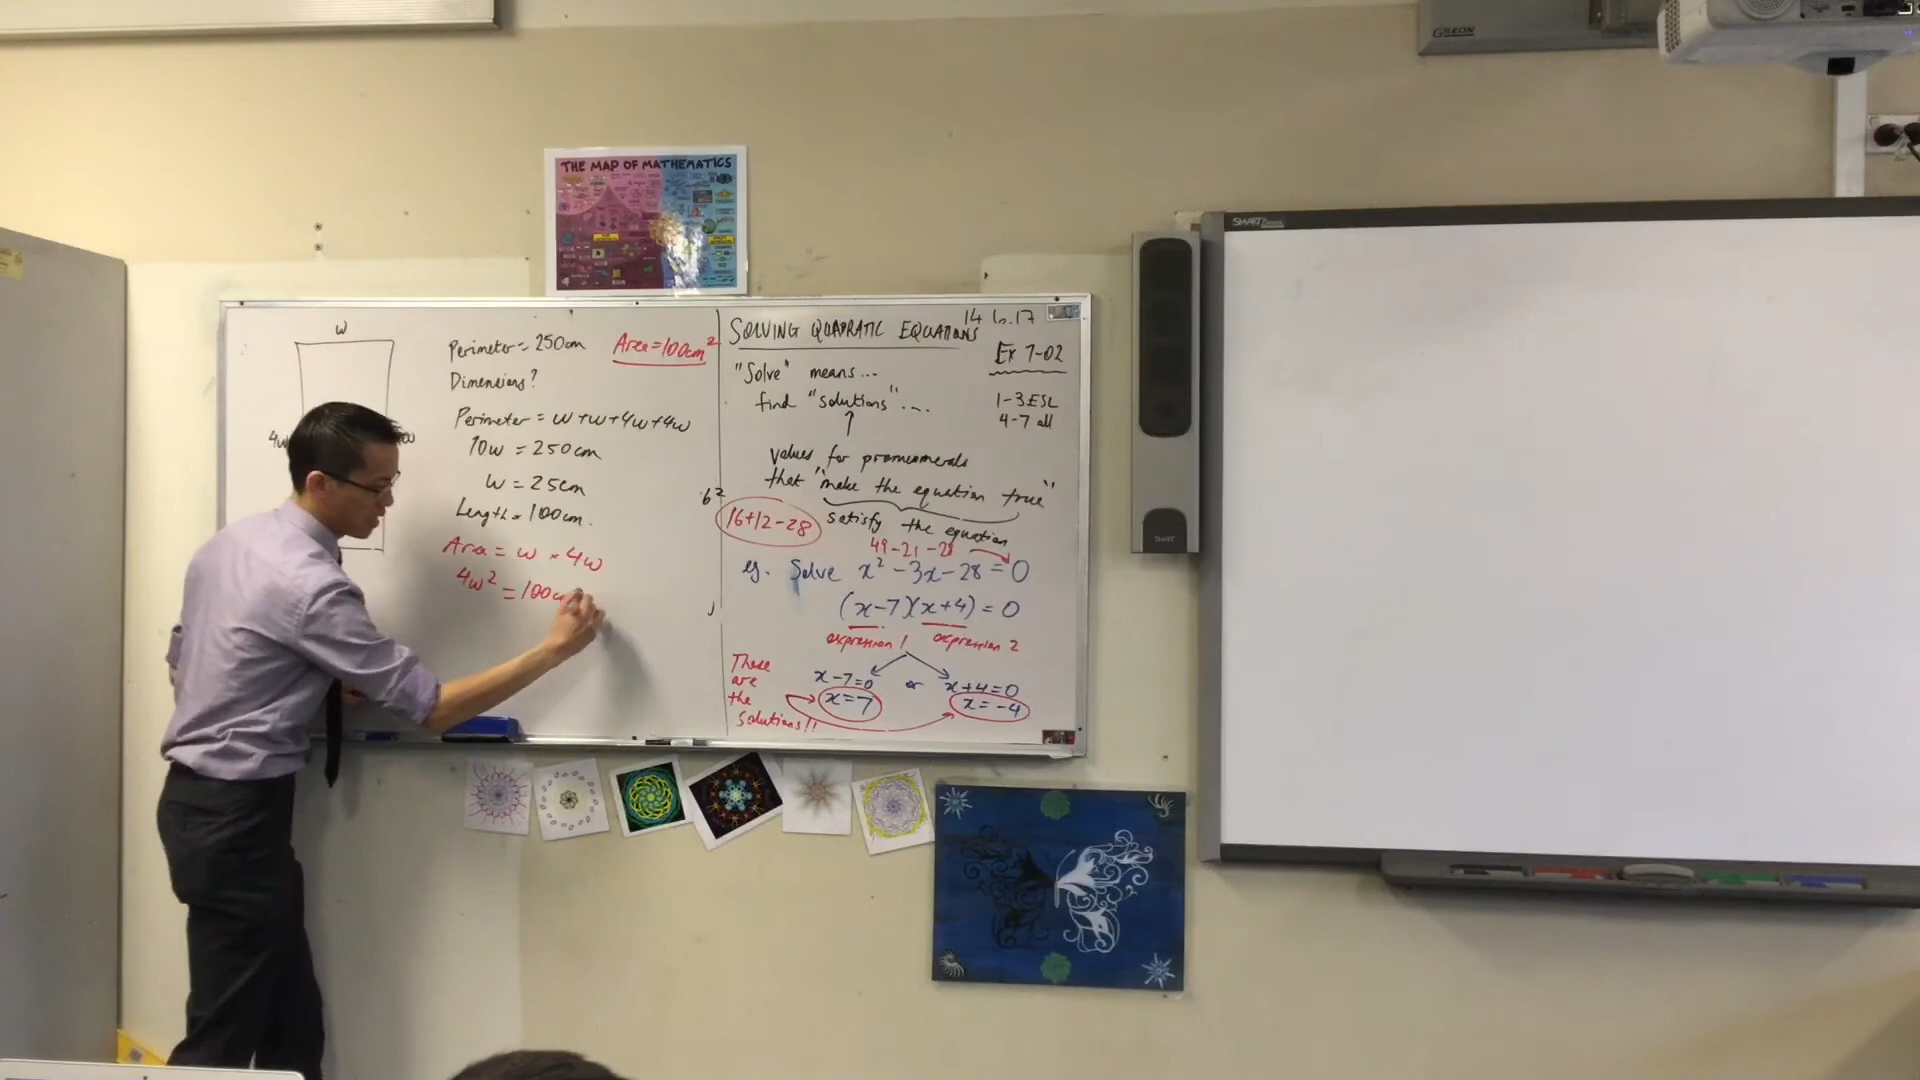 GILKON
THE MAP OF MATHEMATICS
SMART
SMART
w
4w
Perimeter = 250cm
Area = 100cm²
Dimensions?
Perimeter = w + w + 4w + 4w
10w = 250cm
w = 25cm
Length = 100cm.
Area = w × 4w
4w² = 100c
SOLVING QUADRATIC EQUATIONS
Ex 7-02
1-3 ESL
4-7 all
"Solve" means...
find "solutions"....
values for pronumerals
that "make the equation true"
satisfy the equation
16+12-28
49-21-28
eg. Solve x² - 3x - 28 = 0
(x-7)(x+4) = 0
expression 1 expression 2
x-7=0 or x+4=0
x=7 x=-4
These
are
the
solutions!!